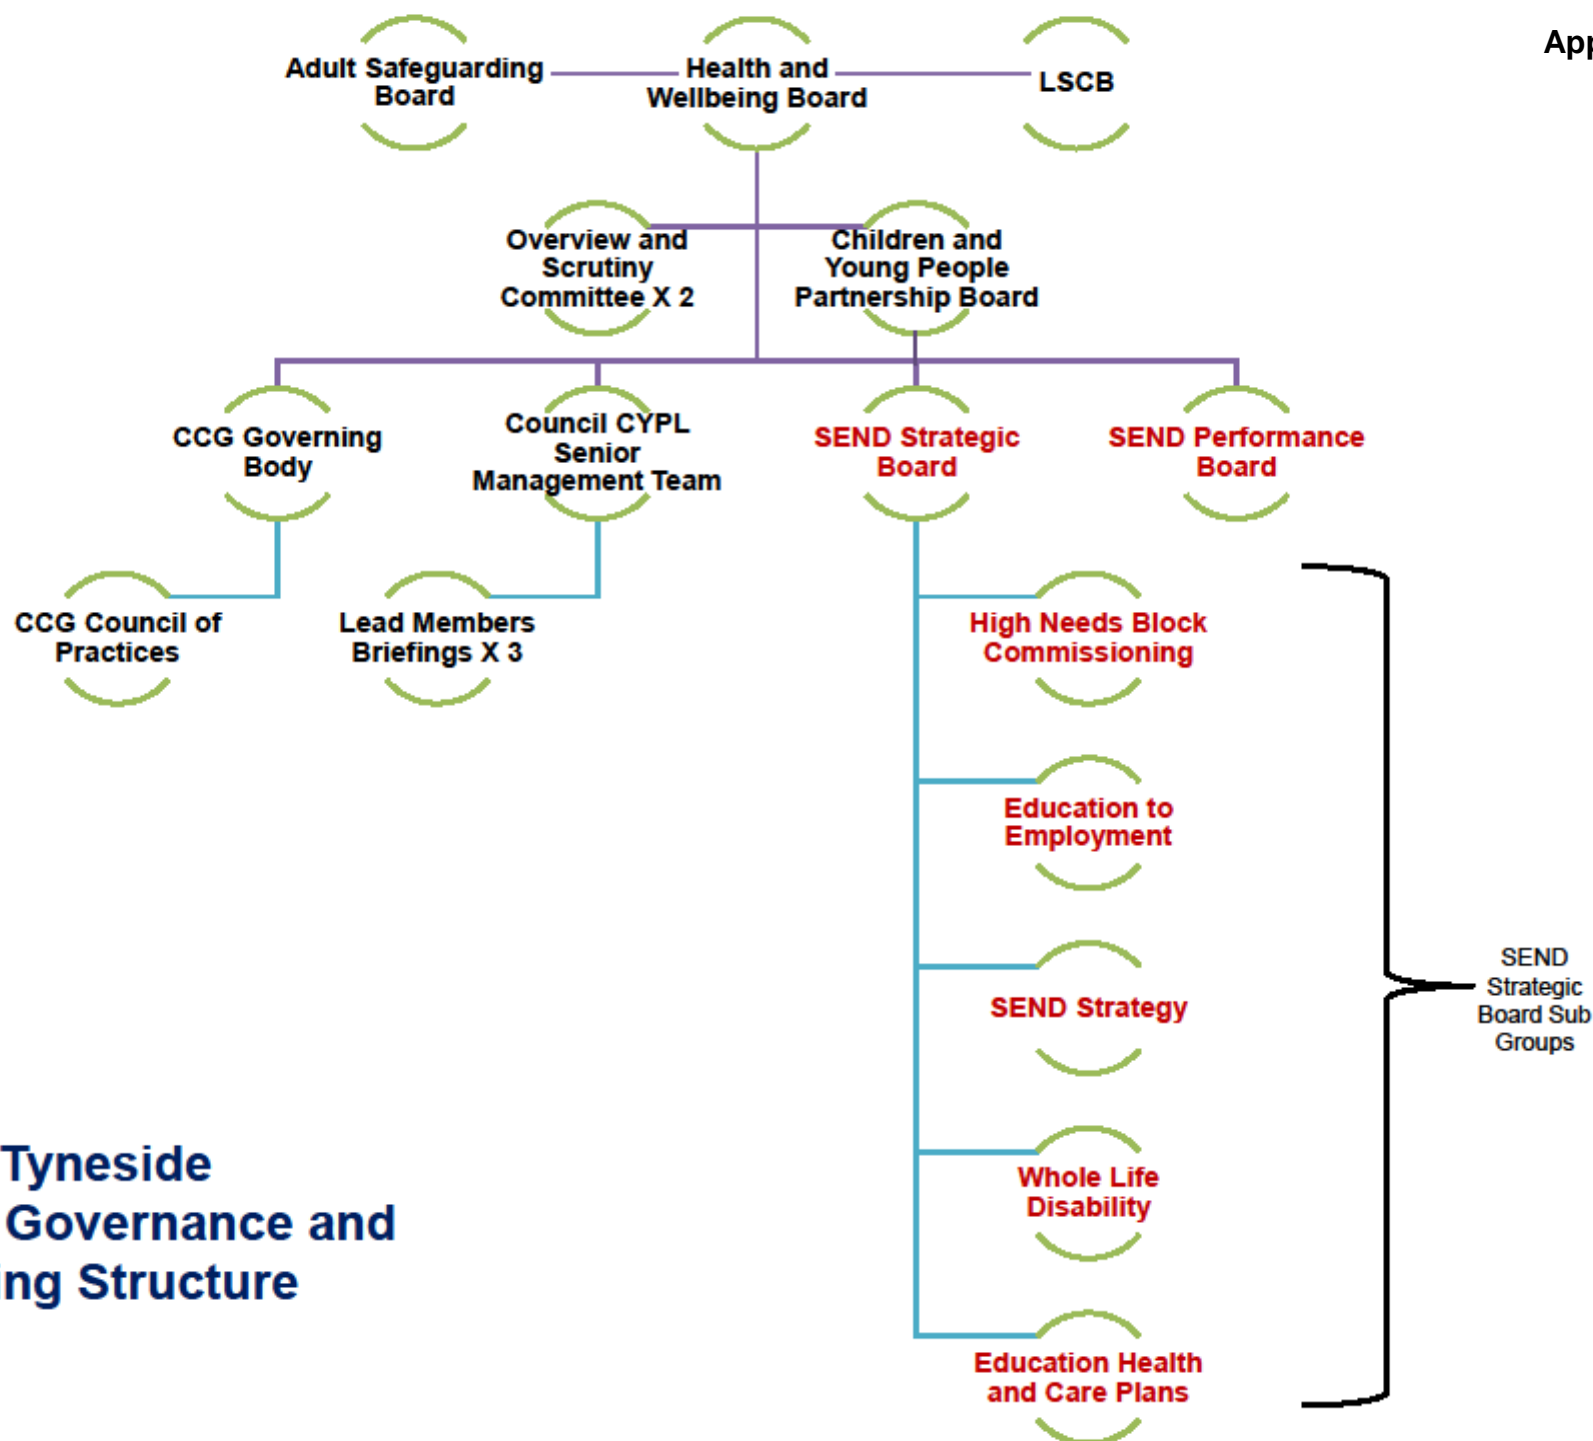 App
Adult Safeguarding
Board
Health and
Wellbeing Board
LSCB
Overview and
Scrutiny
Committee X 2
Children and
Young People
Partnership Board
CCG Governing
Body
Council CYPL
Senior
Management Team
SEND Strategic
Board
SEND Performance
Board
CCG Council of
Practices
Lead Members
Briefings X 3
High Needs Block
Commissioning
Education to
Employment
SEND Strategy
Whole Life
Disability
Education Health
and Care Plans
SEND
Strategic
Board Sub
Groups
Tyneside
Governance and
ing Structure